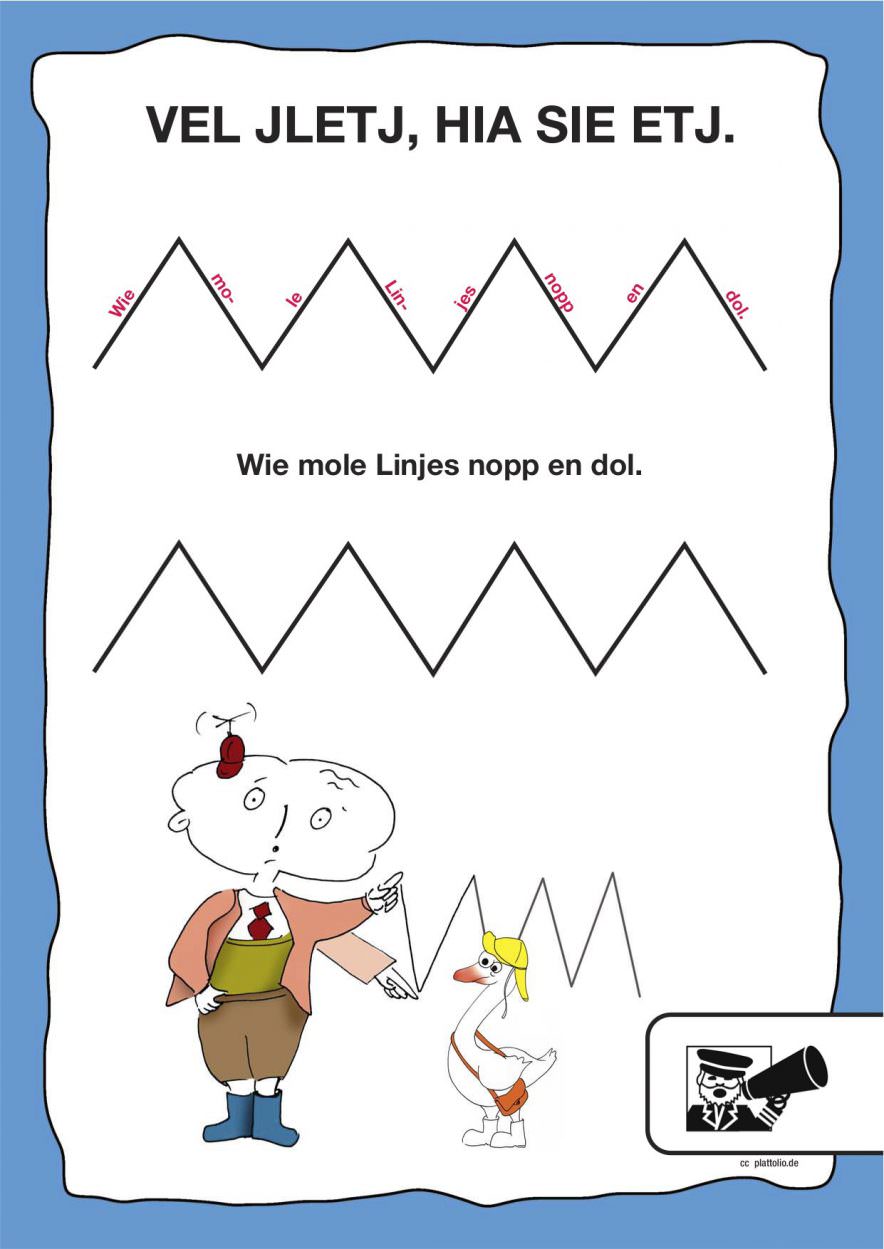 VEL JLETJ, HIA SIE ETJ.
Wie mo- le Lin- jes nopp en dol.
Wie mole Linjes nopp en dol.
cc plattolio.de